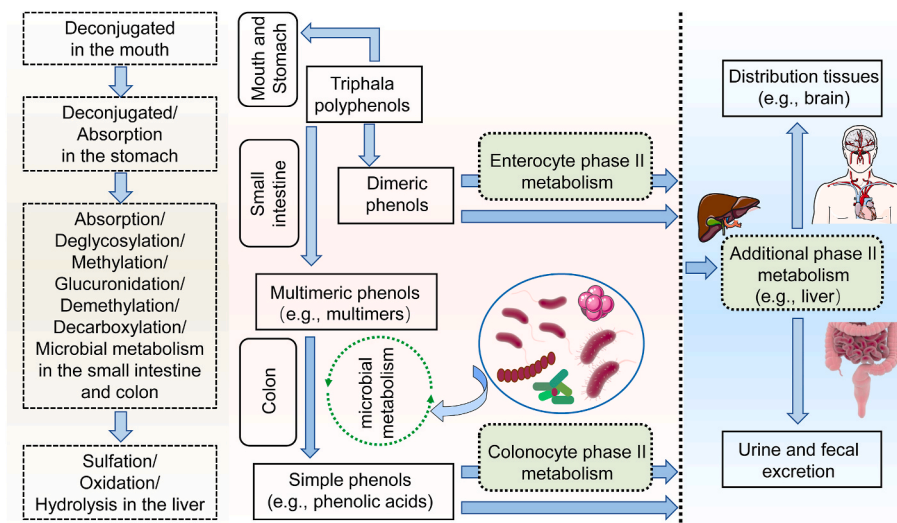 Deconjugated
in the mouth
Deconjugated/
Absorption
in the stomach
Absorption/
Deglycosylation/
Methylation/
Glucuronidation/
Demethylation/
Decarboxylation/
Microbial metabolism
in the small intestine
and colon
Sulfation/
Oxidation/
Hydrolysis in the liver
Mouth and
Stomach
Triphala
polyphenols
Small
intestine
Dimeric
phenols
Enterocyte phase II
metabolism
Multimeric phenols
(e.g., multimers)
Colon
microbial
metabolism
Simple phenols
(e.g., phenolic acids)
Colonocyte phase II
metabolism
Distribution tissues
(e.g., brain)
Additional phase II
metabolism
(e.g., liver)
Urine and fecal
excretion